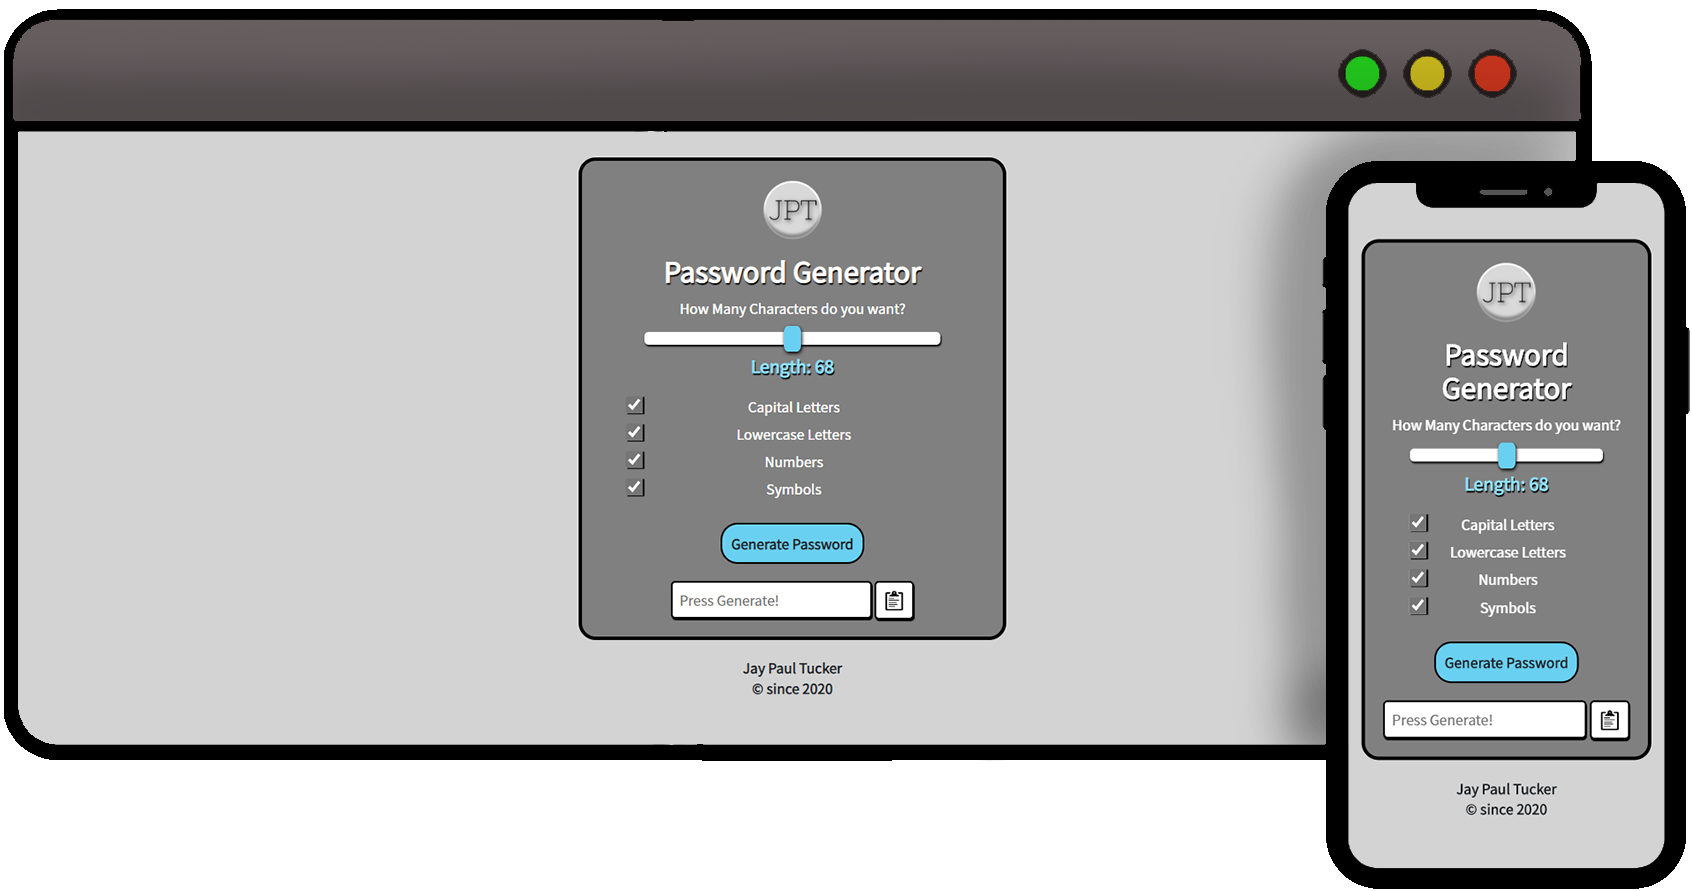 JPT
Password Generator
How Many Characters do you want?
Length: 68
Capital Letters
Lowercase Letters
Numbers
Symbols
Generate Password
Press Generate!
Jay Paul Tucker
© since 2020
JPT
Password
Generator
How Many Characters do you want?
Length: 68
Capital Letters
Lowercase Letters
Numbers
Symbols
Generate Password
Press Generate!
Jay Paul Tucker
© since 2020